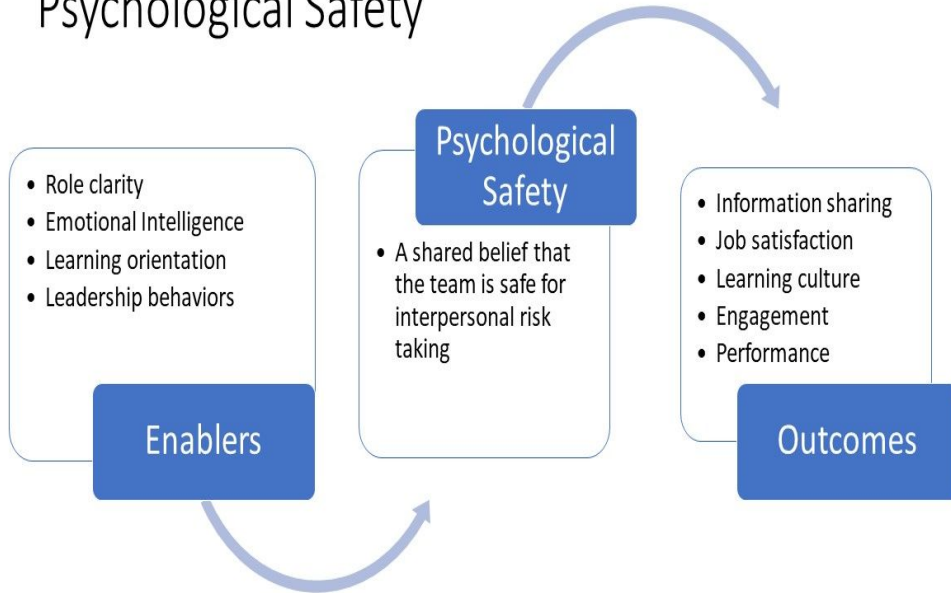 Psychological Safety
• Role clarity
• Emotional Intelligence
• Learning orientation
• Leadership behaviors
Enablers
Psychological
Safety
• A shared belief that
the team is safe for
interpersonal risk
taking
• Information sharing
• Job satisfaction
• Learning culture
• Engagement
• Performance
Outcomes